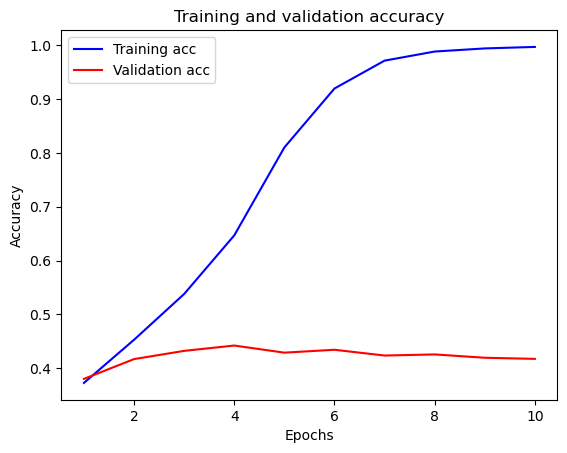 Training and validation accuracy
Training acc
Validation acc
1.0
0.9
0.8
0.7
0.6
0.5
0.4
Accuracy
2
4
6
8
10
Epochs